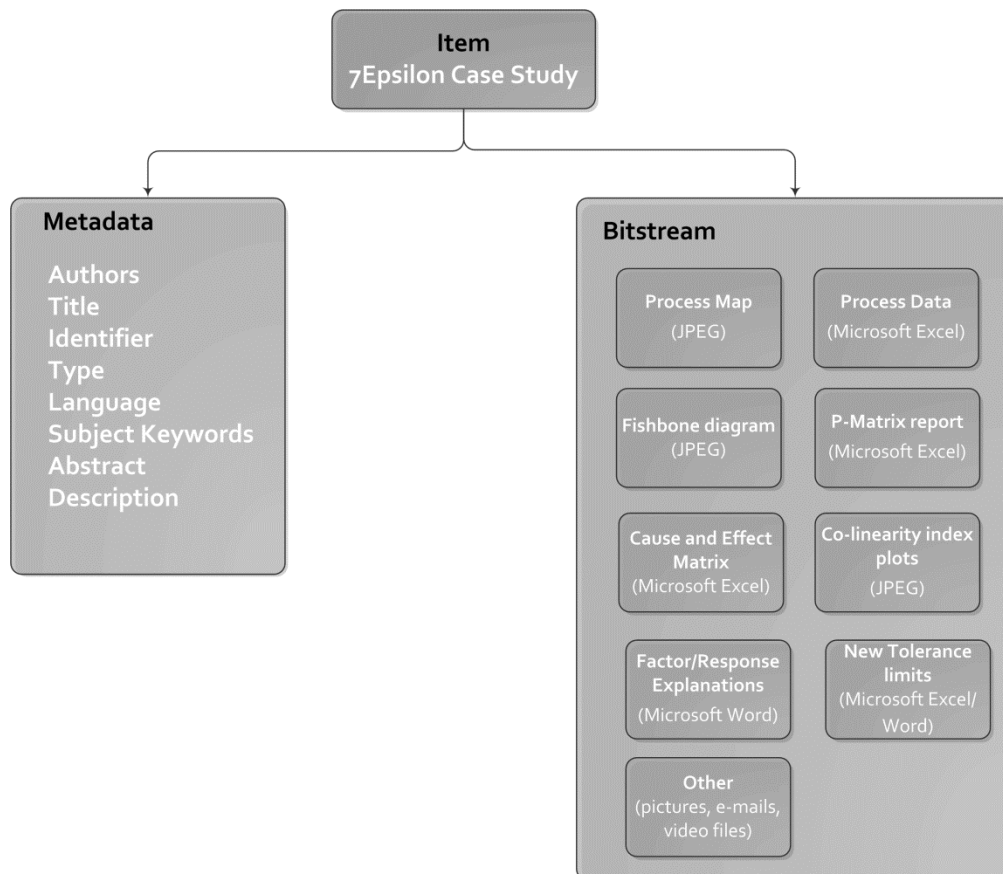 Item
7Epsilon Case Study
Metadata
Authors
Title
Identifier
Type
Language
Subject Keywords
Abstract
Description
Bitstream
Process Map
(JPEG)
Process Data
(Microsoft Excel)
Fishbone diagram
(JPEG)
P-Matrix report
(Microsoft Excel)
Cause and Effect
Matrix
(Microsoft Excel)
Co-linearity index
plots
(JPEG)
Factor/Response
Explanations
(Microsoft Word)
New Tolerance
limits
(Microsoft Excel/
Word)
Other
(pictures, e-mails,
video files)